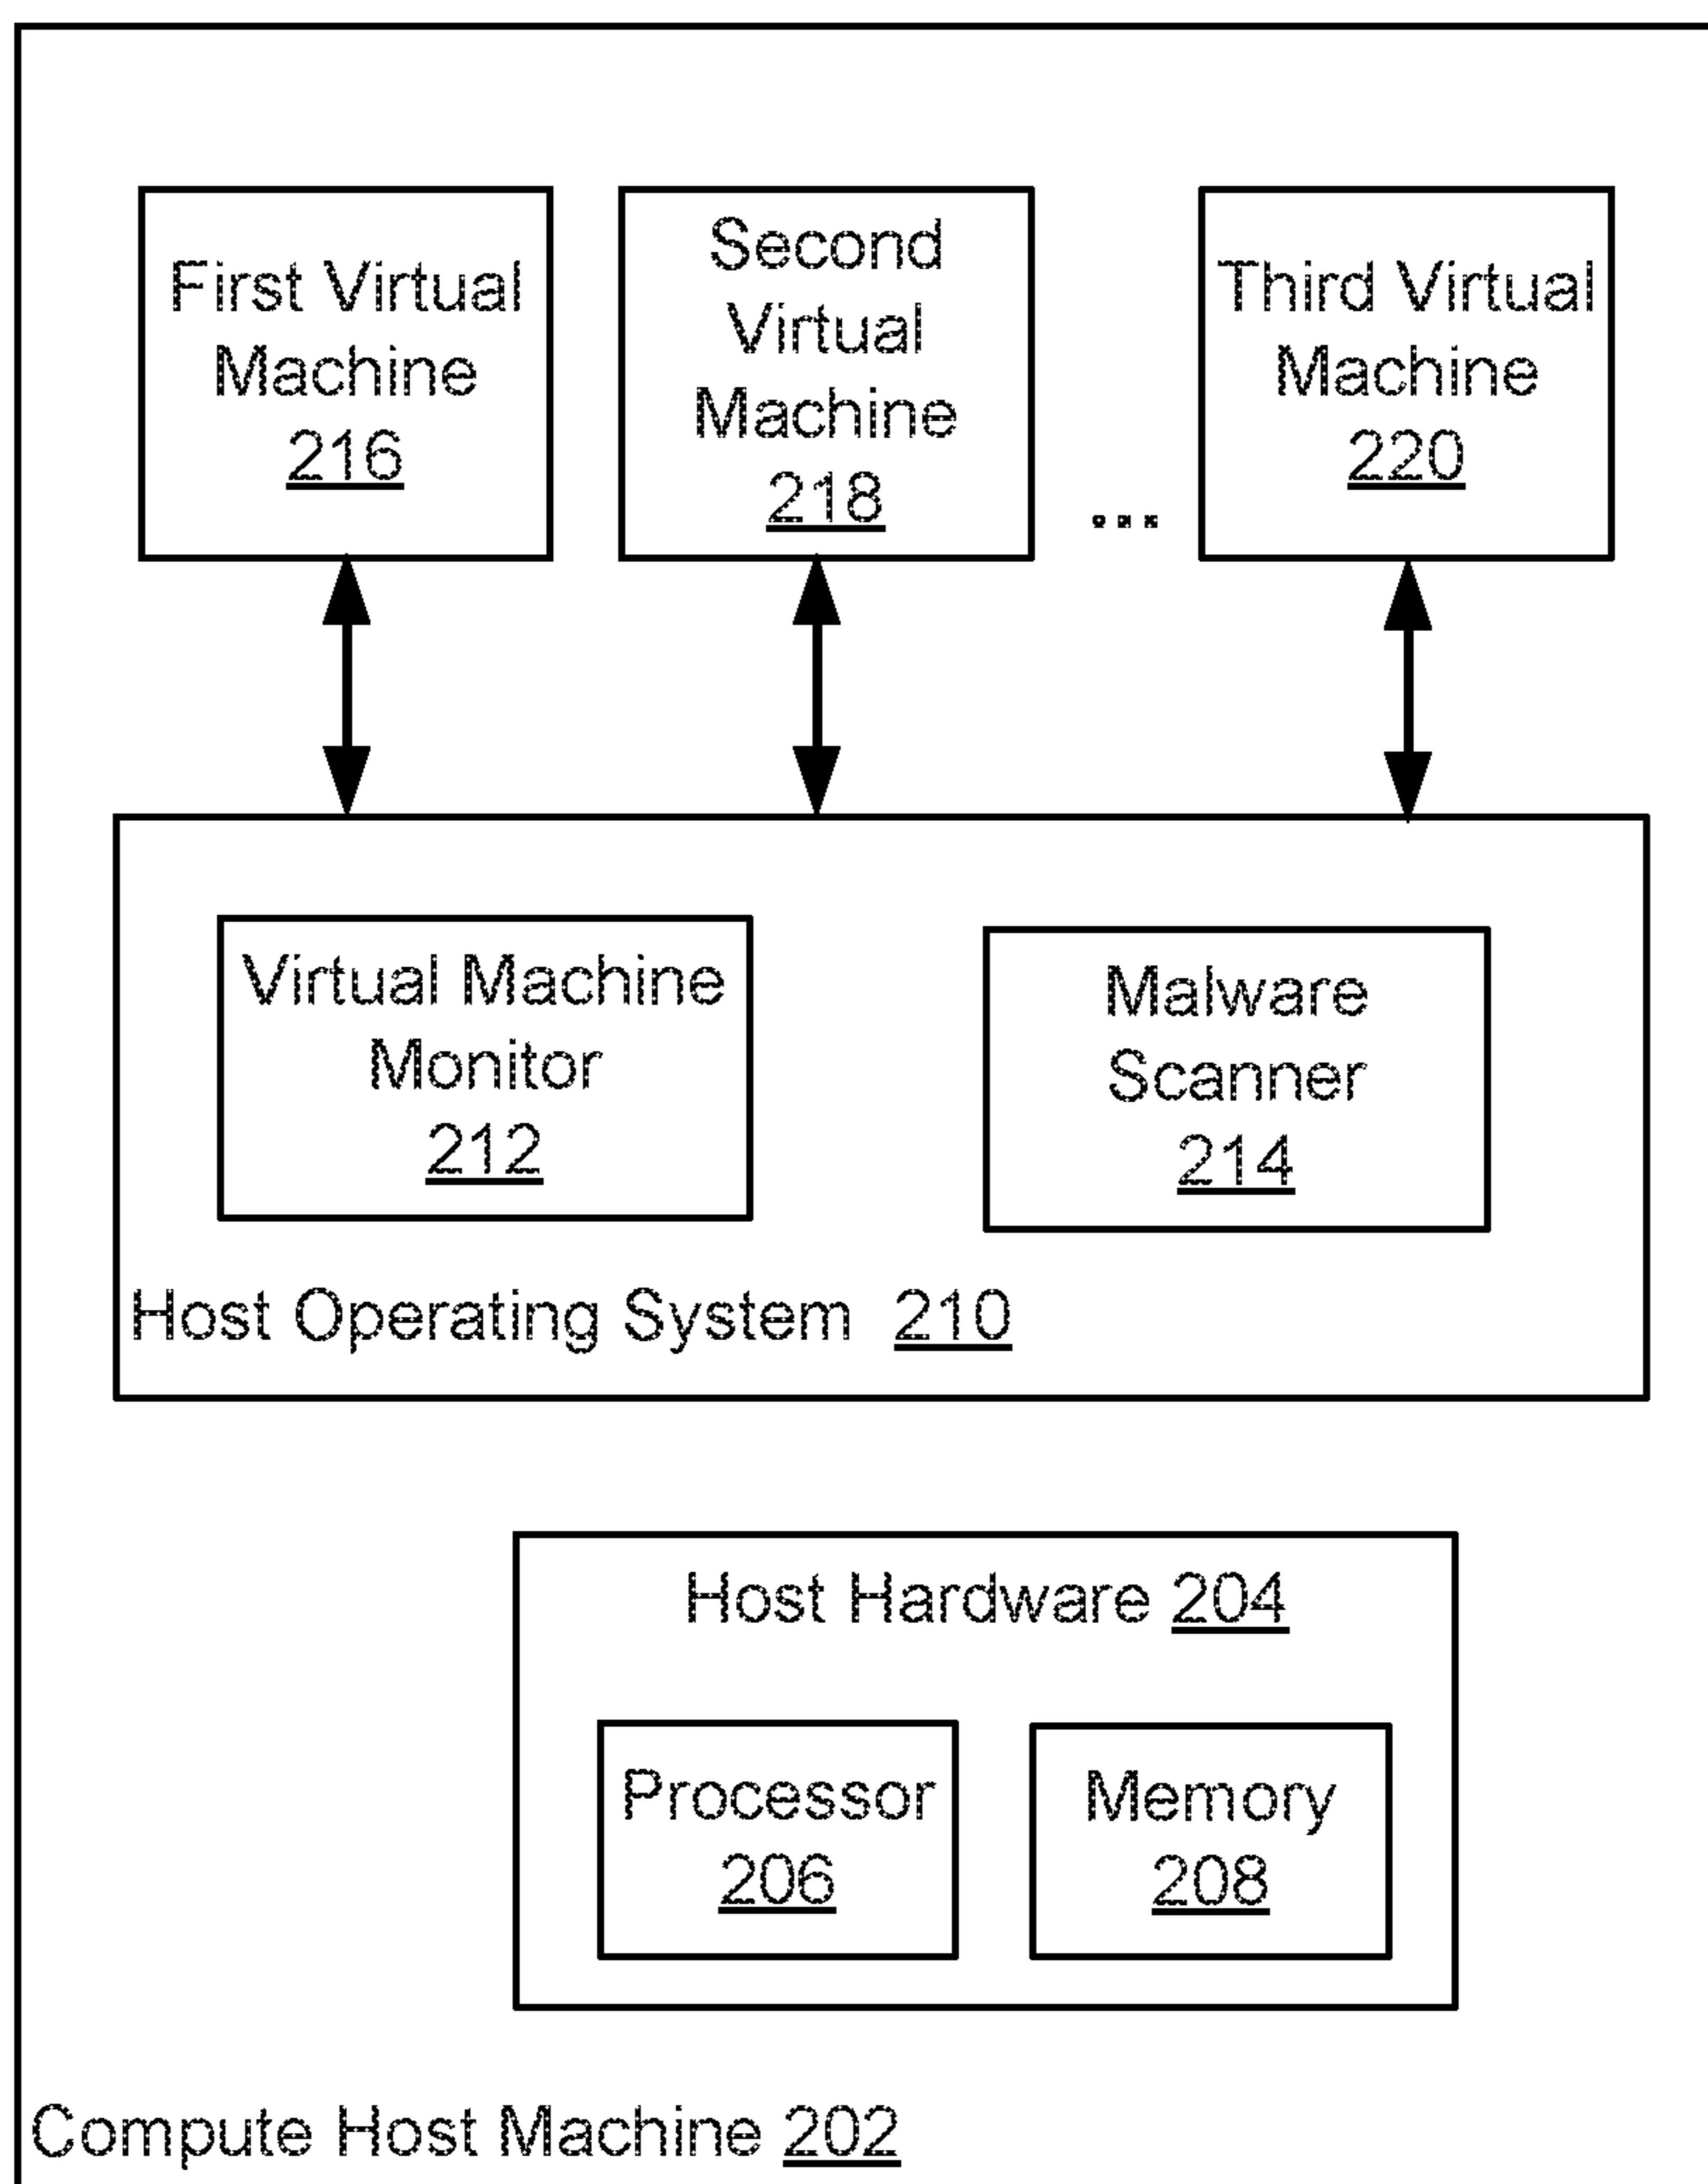 First Virtual
Machine
216
Second
Virtual
Machine
218
...
Third Virtual
Machine
220
Virtual Machine
Monitor
212
Malware
Scanner
214
Host Operating System 210
Host Hardware 204
Processor
206
Memory
208
Compute Host Machine 202